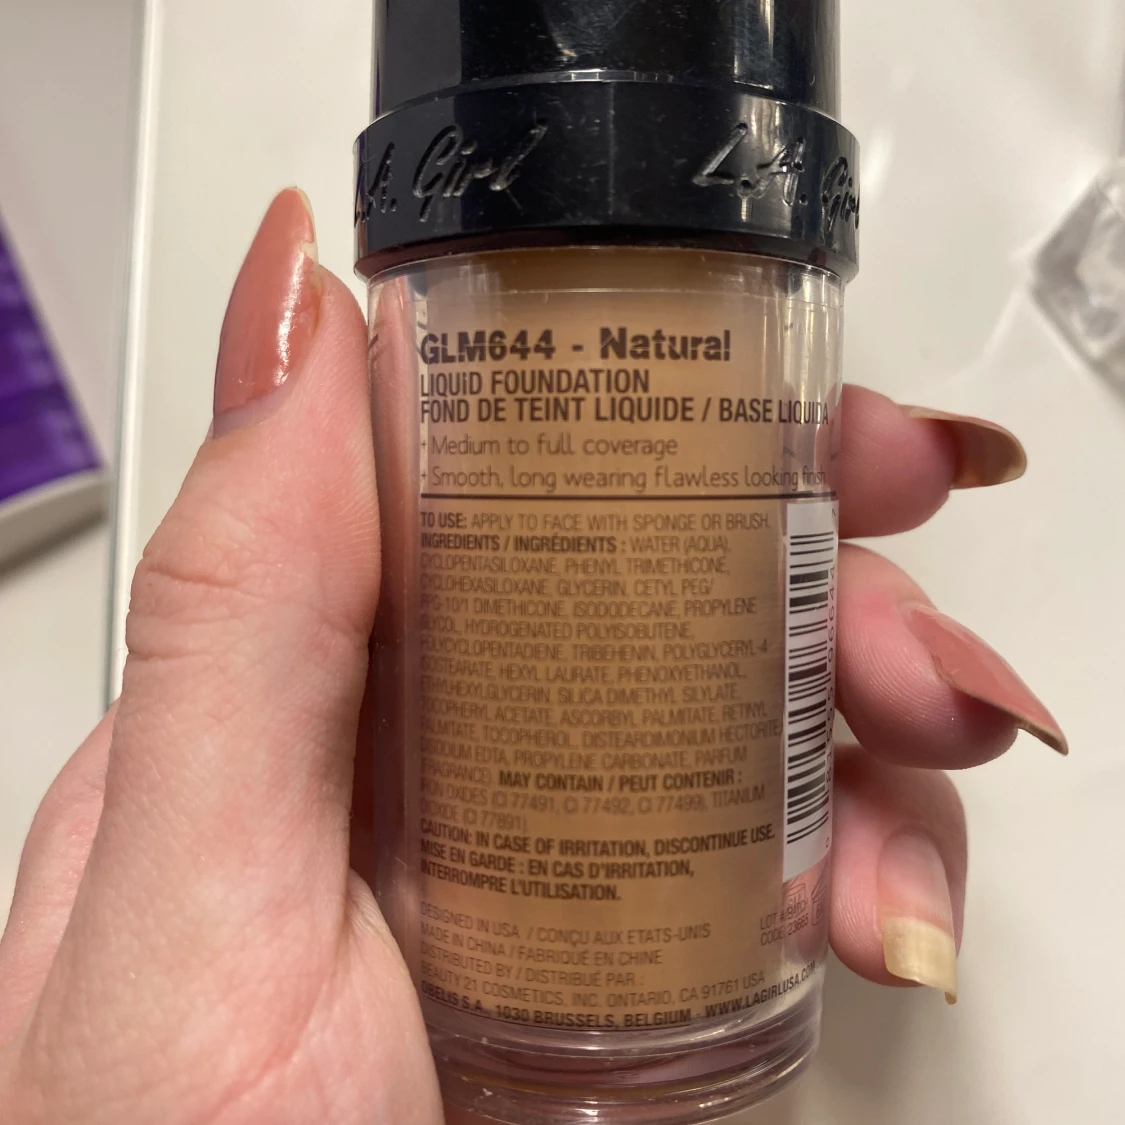 L.A. Girl L.A. Girl
GLM644 - Natural
LIQUiD FOUNDATION
FOND DE TEINT LIQUIDE / BASE LIQUIDA
+ Medium to full coverage
+ Smooth, long wearing flawless looking finish
TO USE: APPLY TO FACE WITH SPONGE OR BRUSH.
INGREDIENTS / INGRÉDIENTS : WATER (AQUA),
CYCLOPENTASILOXANE, PHENYL TRIMETHICONE,
CYCLOHEXASILOXANE, GLYCERIN, CETYL PEG/
PPG-10/1 DIMETHICONE, ISODODECANE, PROPYLENE
GLYCOL, HYDROGENATED POLYISOBUTENE,
POLYCYCLOPENTADIENE, TRIBEHENIN, POLYGLYCERYL-4
ISOSTEARATE, HEXYL LAURATE, PHENOXYETHANOL,
ETHYLHEXYLGLYCERIN, SILICA DIMETHYL SILYLATE,
TOCOPHERYL ACETATE, ASCORBYL PALMITATE, RETINYL
PALMITATE, TOCOPHEROL, DISTEARDIMONIUM HECTORITE,
DISODIUM EDTA, PROPYLENE CARBONATE, PARFUM
(FRAGRANCE). MAY CONTAIN / PEUT CONTENIR :
IRON OXIDES (CI 77491, CI 77492, CI 77499), TITANIUM
DIOXIDE (CI 77891)
CAUTION: IN CASE OF IRRITATION, DISCONTINUE USE.
MISE EN GARDE : EN CAS D'IRRITATION,
INTERROMPRE L'UTILISATION.
LOT #/BATCH
CODE: 23665
DESIGNED IN USA / CONÇU AUX ETATS-UNIS
MADE IN CHINA / FABRIQUÉ EN CHINE
DISTRIBUTED BY / DISTRIBUÉ PAR :
BEAUTY 21 COSMETICS, INC. ONTARIO, CA 91761 USA
OBELIS S.A., 1030 BRUSSELS, BELGIUM - WWW.LAGIRLUSA.COM